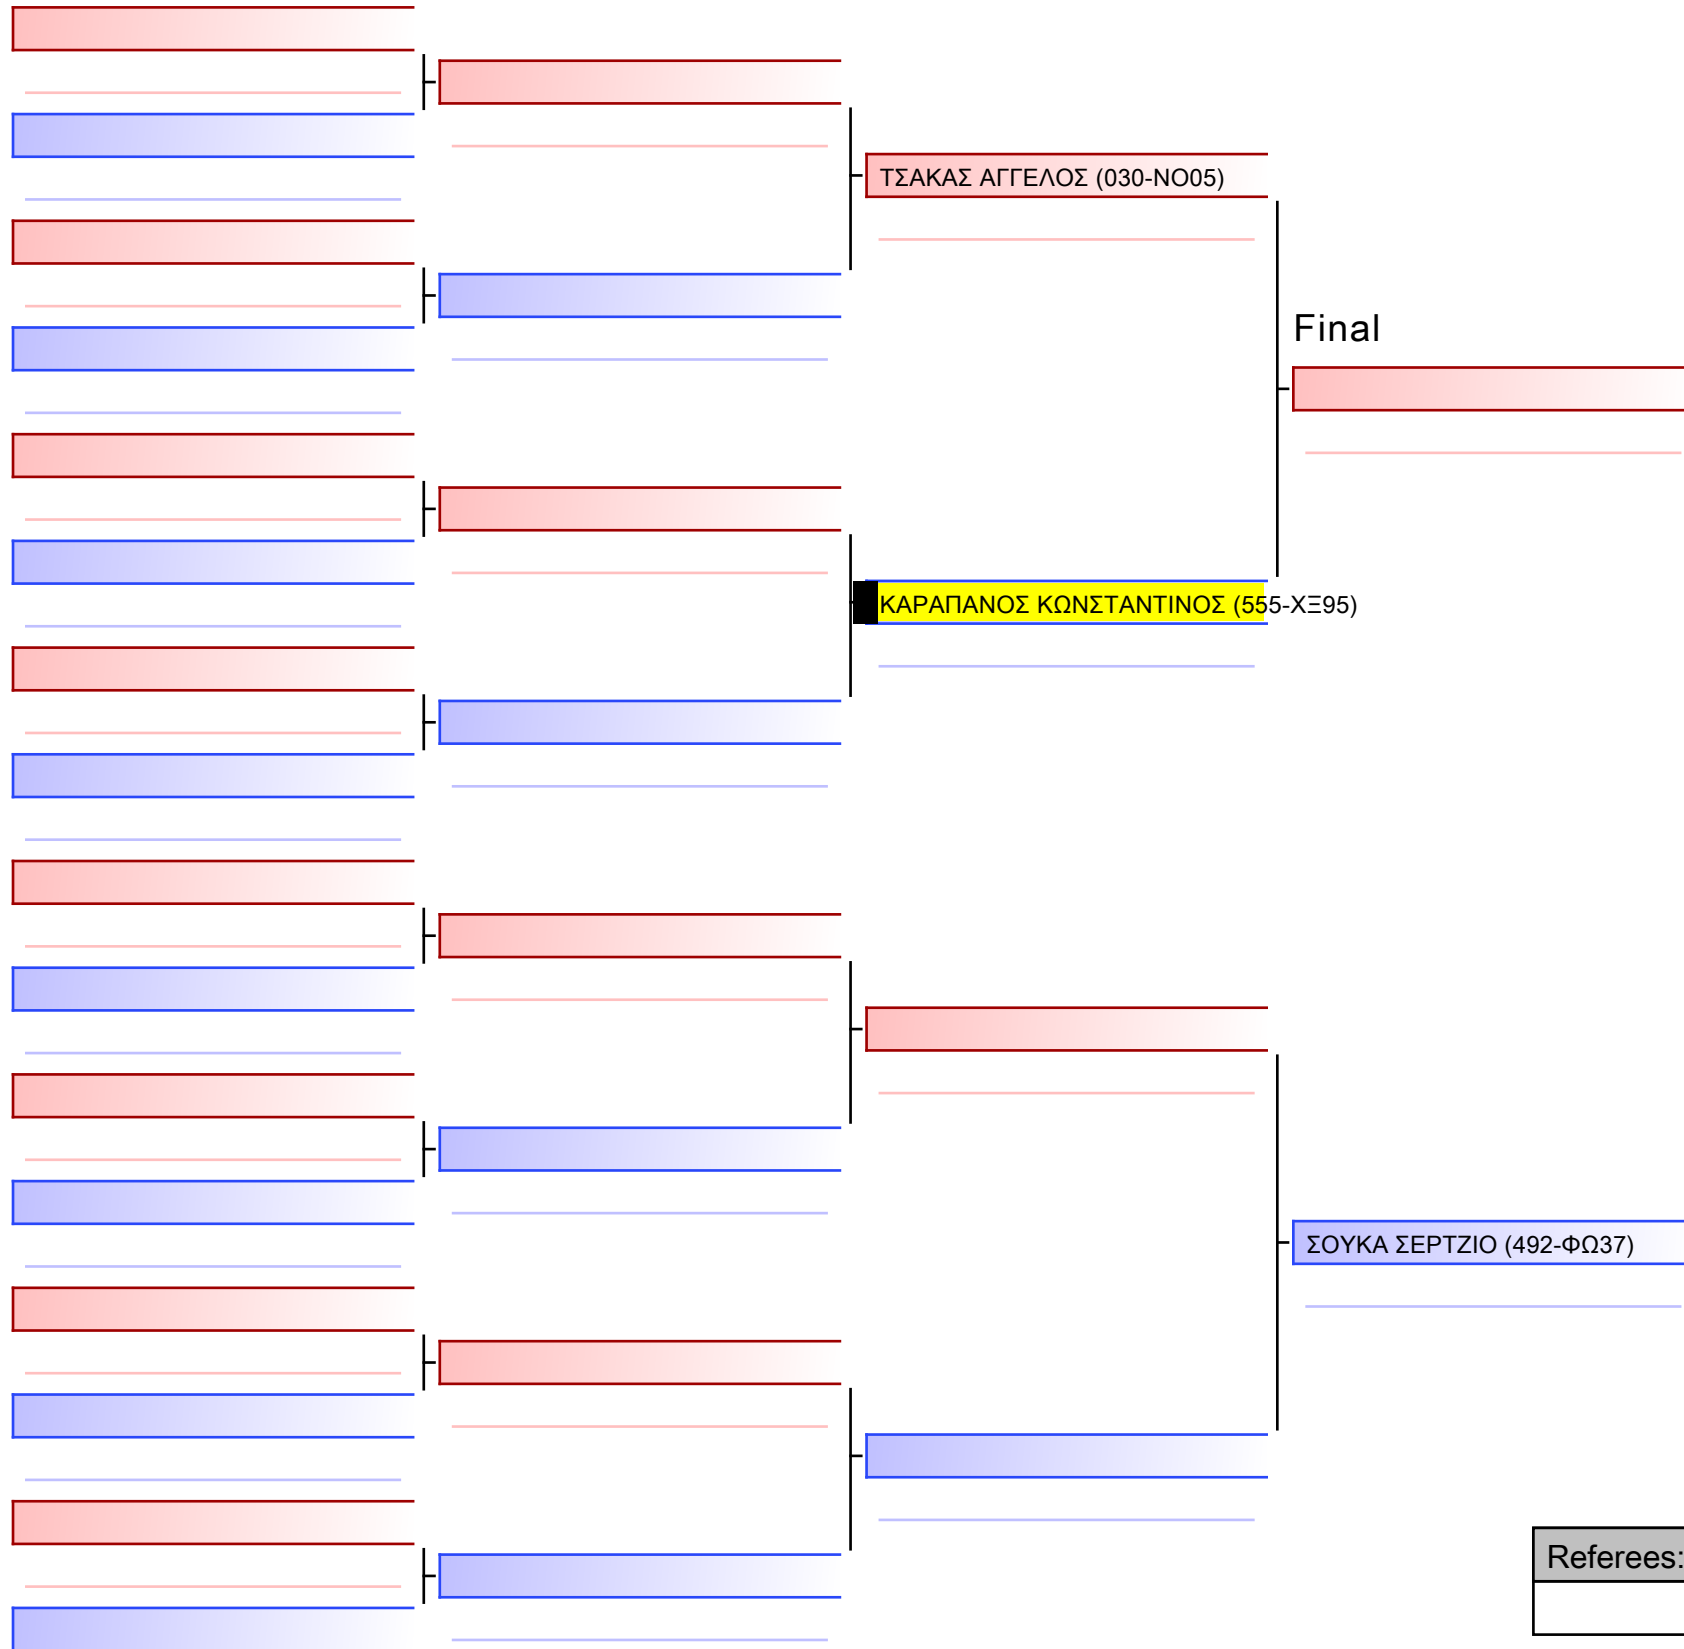 ΤΣΑΚΑΣ ΑΓΓΕΛΟΣ (030-ΝΟ05)
Final
ΚΑΡΑΠΑΝΟΣ ΚΩΝΣΤΑΝΤΙΝΟΣ (555-ΧΞ95)
ΣΟΥΚΑ ΣΕΡΤΖΙΟ (492-ΦΩ37)
Referees: